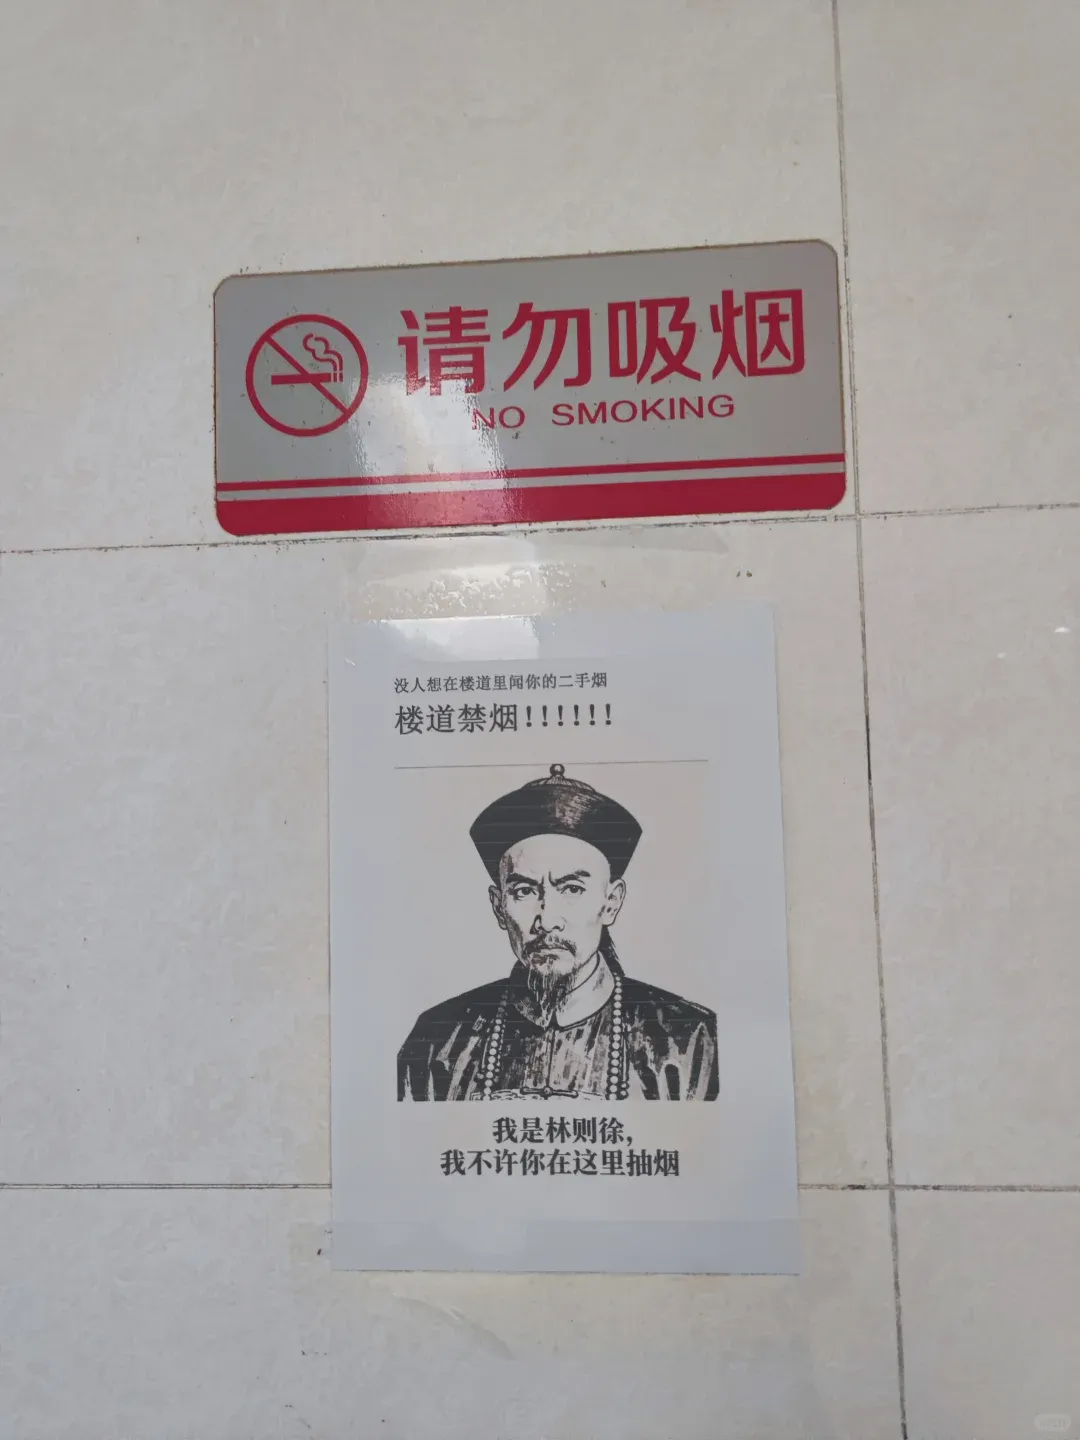 请勿吸烟
NO SMOKING
没人想在楼道里闻你的二手烟
楼道禁烟!!!!!!
我是林则徐,
我不许你在这里抽烟